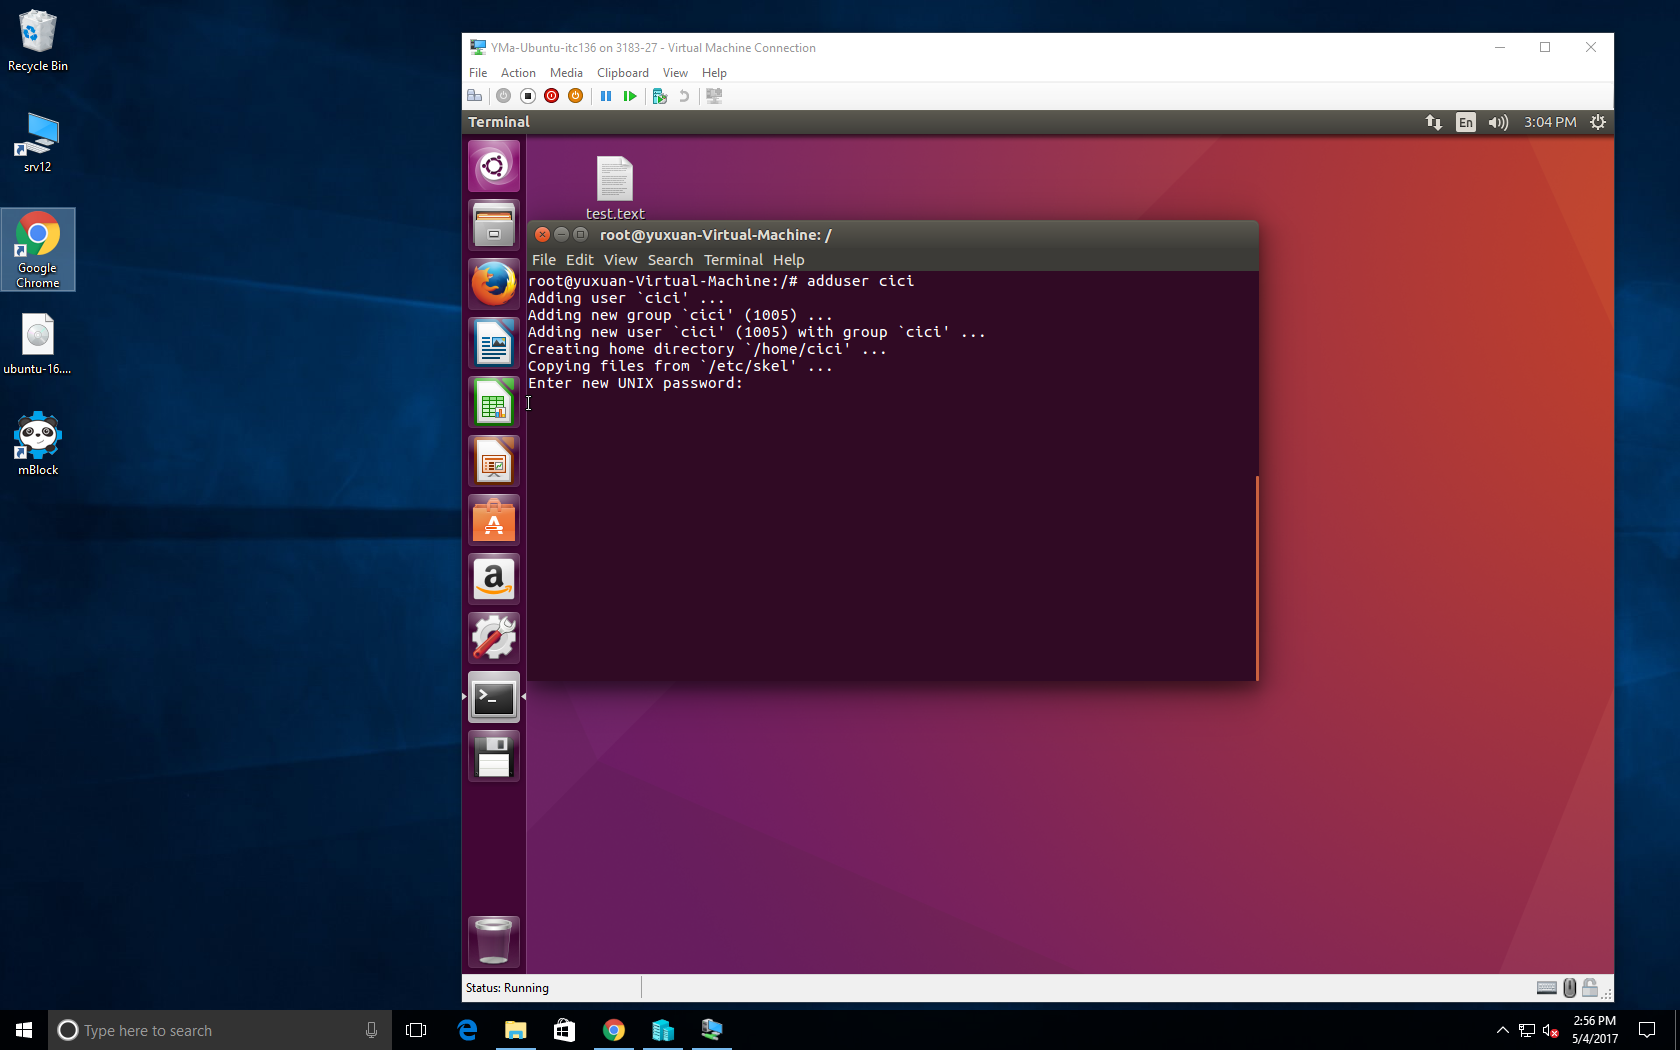 Recycle Bin
srv12
Google
Chrome
ubuntu-16....
mBlock
YMa-Ubuntu-itc136 on 3183-27 - Virtual Machine Connection
File Action Media Clipboard View Help
Terminal
En
3:04 PM
test.text
root@yuxuan-Virtual-Machine: /
File Edit View Search Terminal Help
root@yuxuan-Virtual-Machine:/# adduser cici
Adding user `cici' ...
Adding new group `cici' (1005) ...
Adding new user `cici' (1005) with group `cici' ...
Creating home directory `/home/cici' ...
Copying files from `/etc/skel' ...
Enter new UNIX password:
Status: Running
Type here to search
2:56 PM
5/4/2017